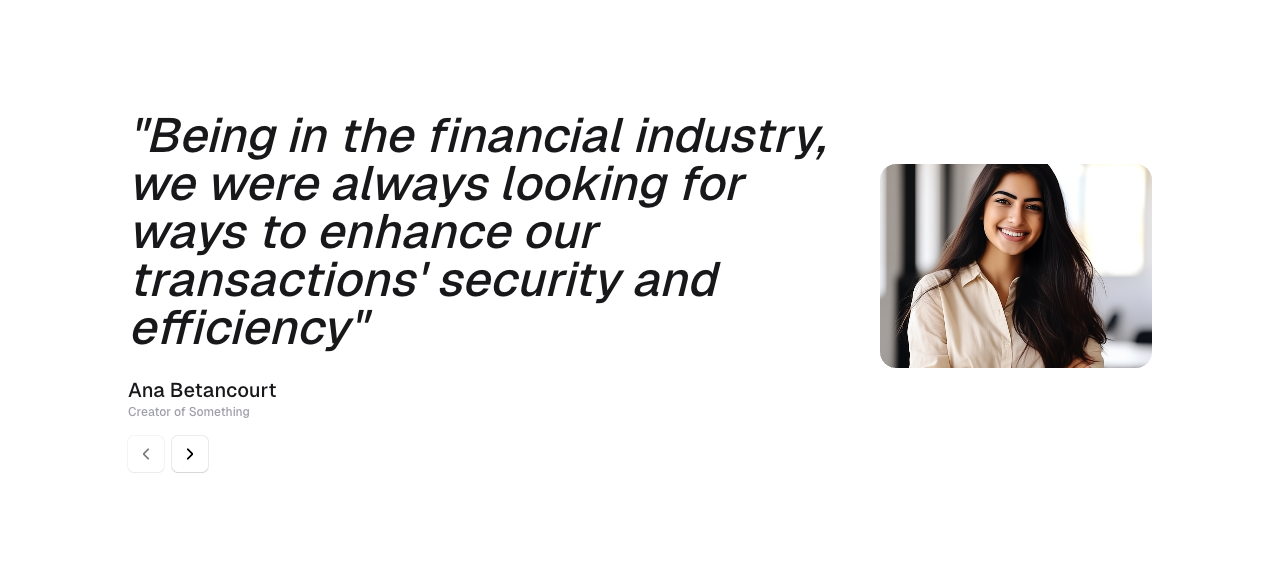 "Being in the financial industry,
we were always looking for
ways to enhance our
transactions' security and
efficiency"
Ana Betancourt
Creator of Something